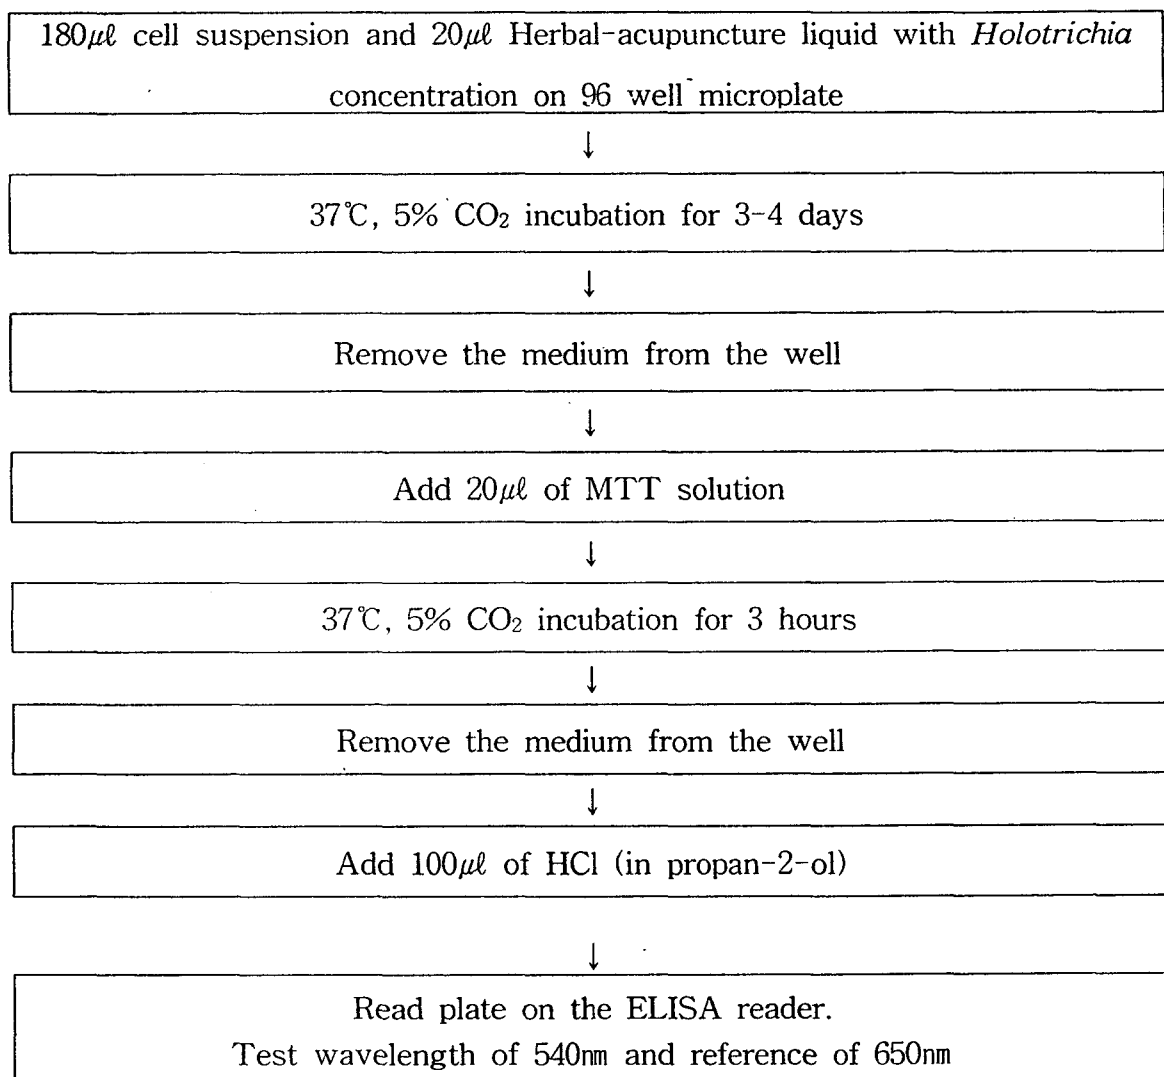 180㎕ cell suspension and 20㎕ Herbal-acupuncture liquid with Holotrichia
concentration on 96 well microplate
↓
37℃, 5% CO₂ incubation for 3-4 days
↓
Remove the medium from the well
↓
Add 20㎕ of MTT solution
↓
37℃, 5% CO₂ incubation for 3 hours
↓
Remove the medium from the well
↓
Add 100㎕ of HCl (in propan-2-ol)
↓
Read plate on the ELISA reader.
Test wavelength of 540㎚ and reference of 650㎚